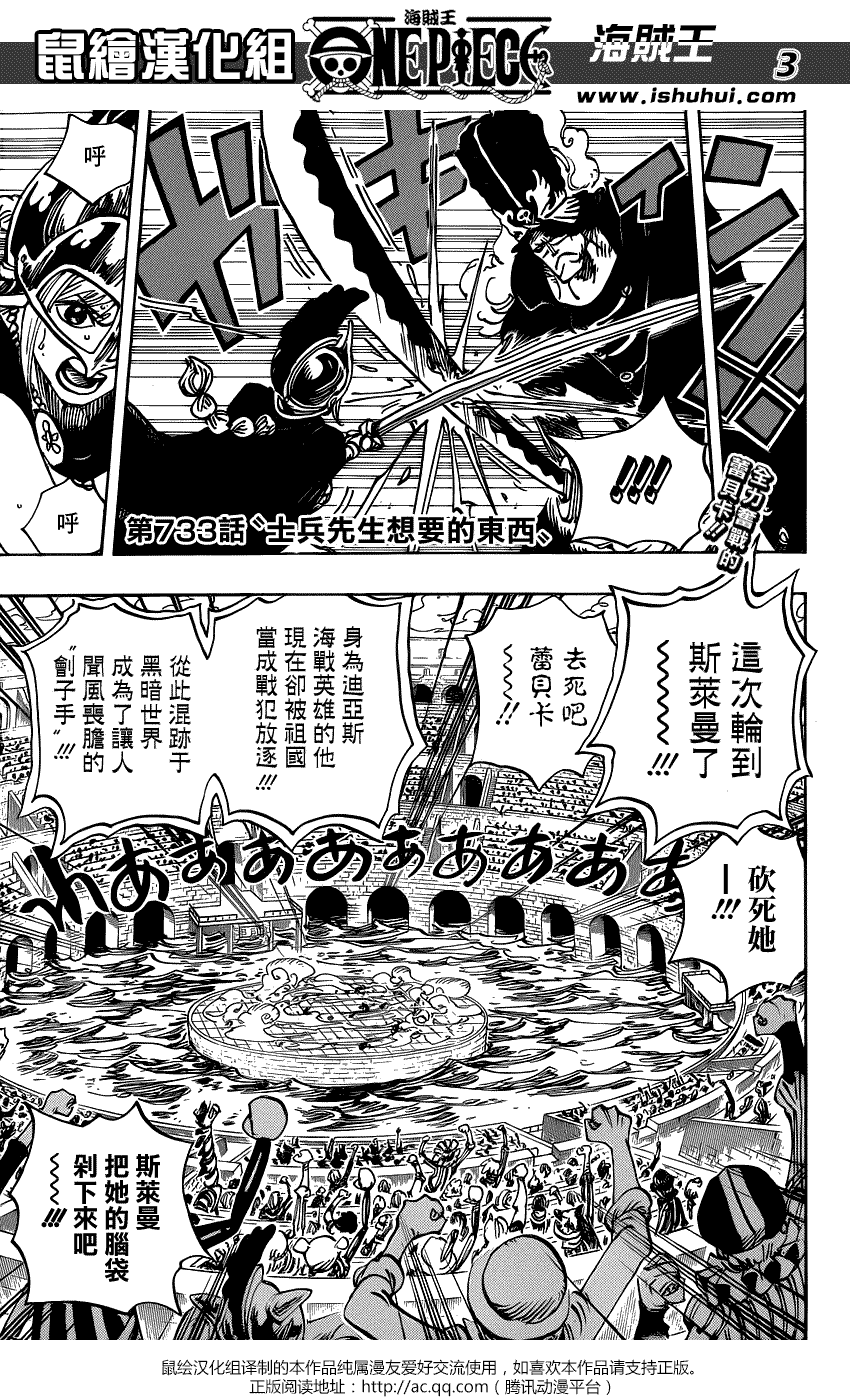 鼠繪漢化組
海賊王
ONE PIECE
海賊王
www.ishuhui.com
3
ギィン!!
!!!!
呼
呼
全力奮戰的
蕾貝卡!!
第733話〝士兵先生想要的東西〟
這次輪到
斯萊曼了
~~~~!!!
去死吧
蕾貝卡
~~!!!
身為迪亞斯
海戰英雄的他
現在卻被祖國
當成戰犯放逐!!!
從此混跡于
黑暗世界
成為了讓人
聞風喪膽的
〝劊子手〟!!!
わあああああああああ
砍死她
ー!!!
斯萊曼
把她的腦袋
剁下來吧
~~!!!
鼠绘汉化组译制的本作品纯属漫友爱好交流使用，如喜欢本作品请支持正版。
正版阅读地址：http://ac.qq.com（腾讯动漫平台）